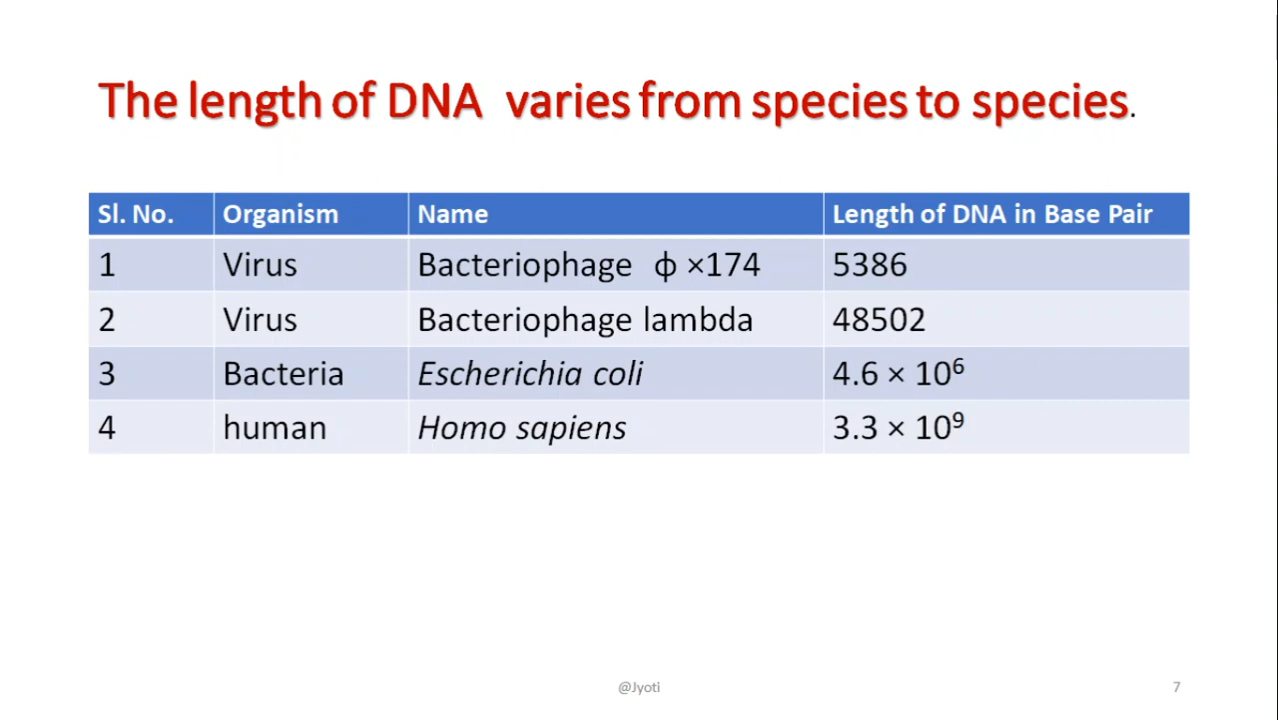 The length of DNA varies from species to species.
Sl. No. Organism Name Length of DNA in Base Pair
1 Virus Bacteriophage ϕ ×174 5386
2 Virus Bacteriophage lambda 48502
3 Bacteria Escherichia coli 4.6 × 10⁶
4 human Homo sapiens 3.3 × 10⁹
@Jyoti 7